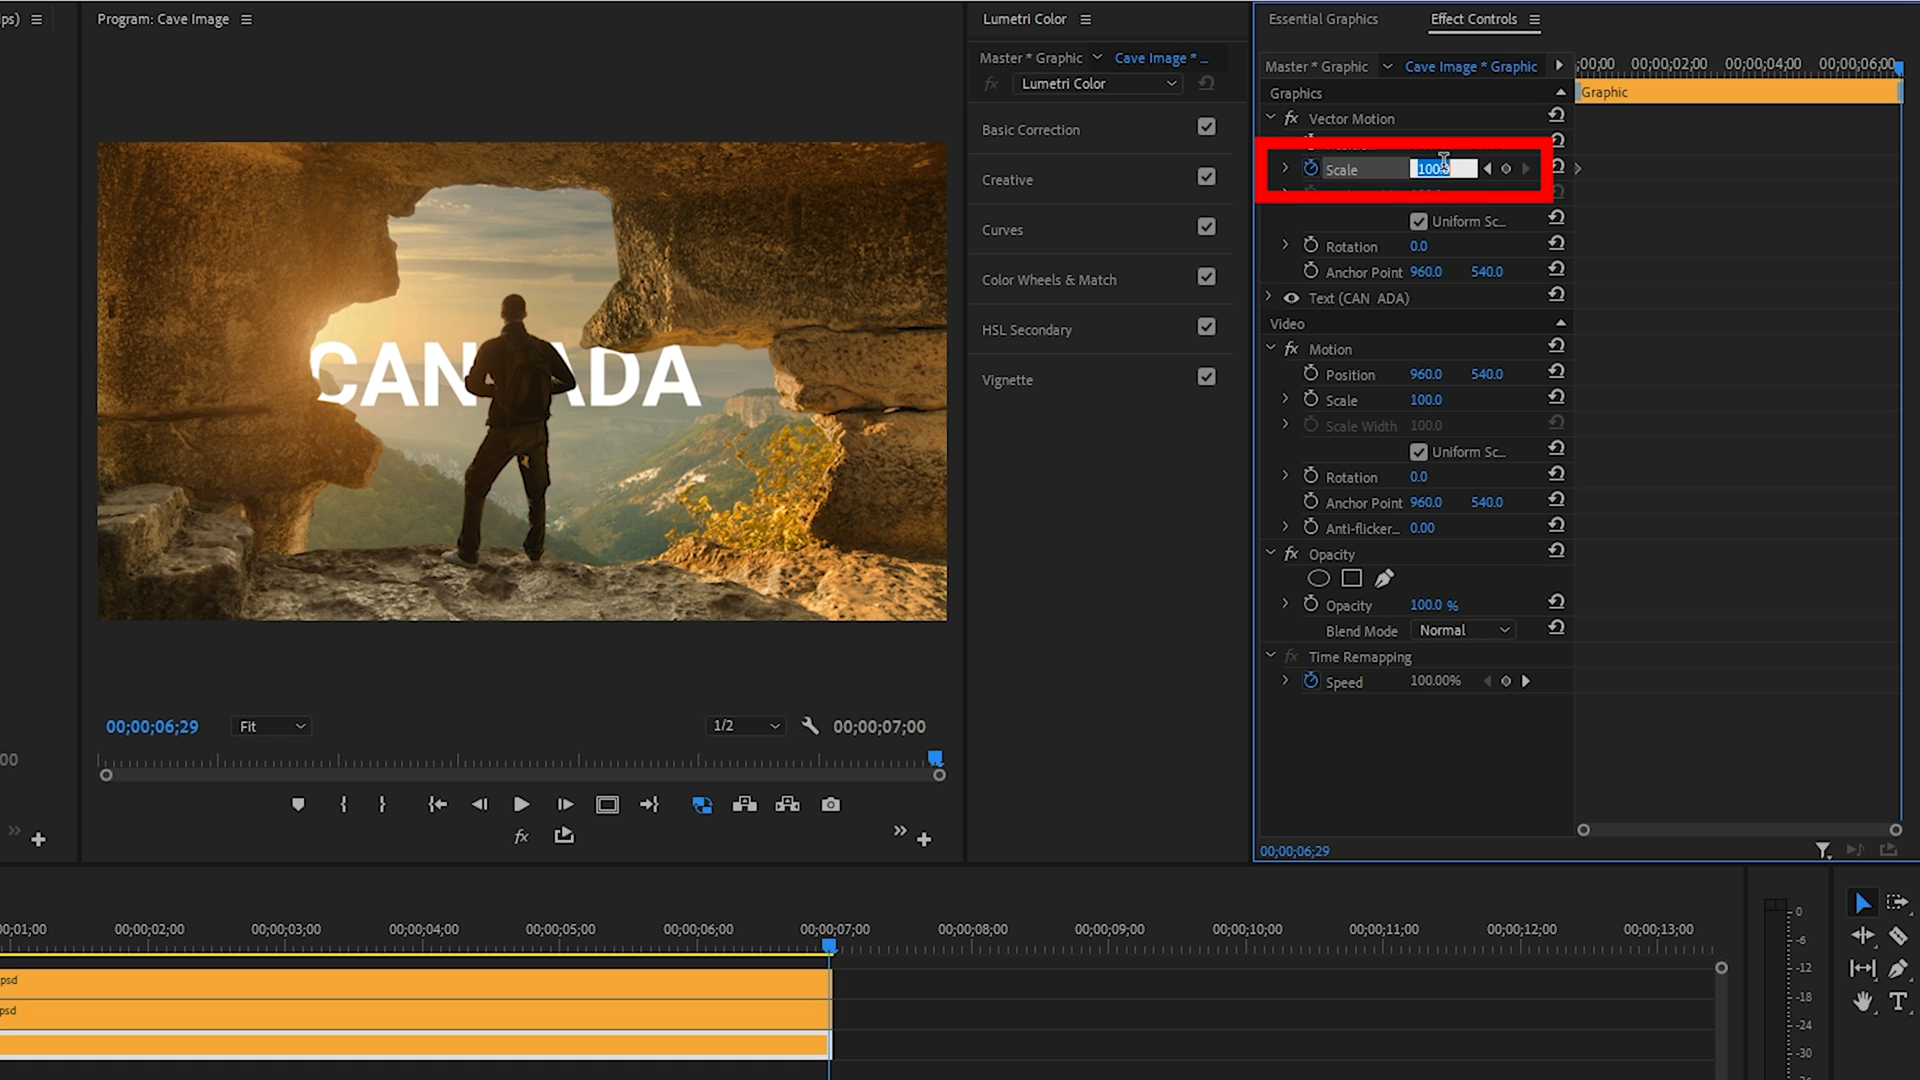 ps)
Program: Cave Image
CAN ADA
00;00;06;29
Fit
1/2
00;00;07;00
00
fx
Lumetri Color
Master * Graphic
Cave Image * ..
fx
Lumetri Color
Basic Correction
Creative
Curves
Color Wheels & Match
HSL Secondary
Vignette
Essential Graphics
Effect Controls
Master * Graphic
Cave Image * Graphic
;00;00
00;00;02;00
00;00;04;00
00;00;06;00
Graphics
Graphic
fx Vector Motion
Scale
100.
Uniform Sc...
Rotation 0.0
Anchor Point 960.0 540.0
Text (CAN ADA)
Video
fx Motion
Position 960.0 540.0
Scale 100.0
Scale Width 100.0
Uniform Sc...
Rotation 0.0
Anchor Point 960.0 540.0
Anti-flicker... 0.00
fx Opacity
Opacity 100.0 %
Blend Mode Normal
fx Time Remapping
Speed 100.00%
00;00;06;29
00;01;00
00;00;02;00
00;00;03;00
00;00;04;00
00;00;05;00
00;00;06;00
00;00;07;00
00;00;08;00
00;00;09;00
00;00;10;00
00;00;11;00
00;00;12;00
00;00;13;00
psd
psd
0
-6
-12
-18
-24
-30